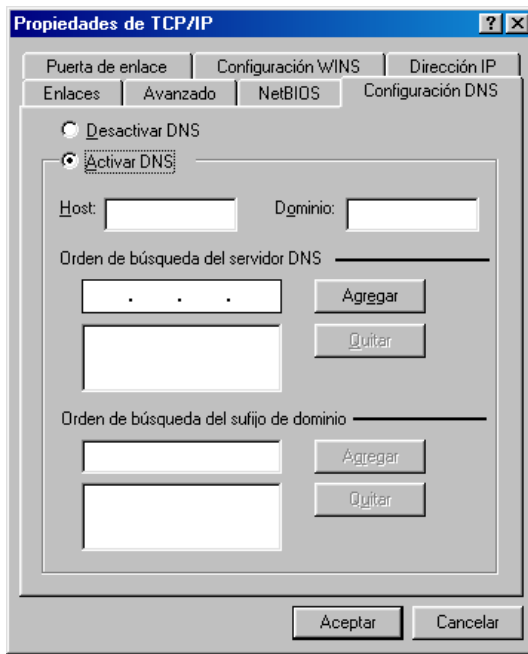 Propiedades de TCP/IP
Puerta de enlace Configuración WINS Dirección IP
Enlaces Avanzado NetBIOS Configuración DNS
Desactivar DNS
Activar DNS
Host: Dominio:
Orden de búsqueda del servidor DNS
. . . Agregar
Quitar
Orden de búsqueda del sufijo de dominio
Agregar
Quitar
Aceptar Cancelar